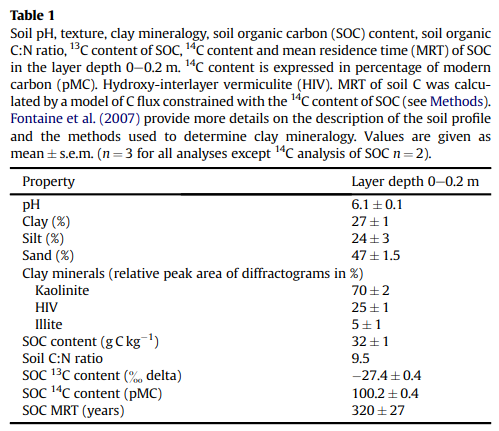 Table 1
Soil pH, texture, clay mineralogy, soil organic carbon (SOC) content, soil organic
C:N ratio, ¹³C content of SOC, ¹⁴C content and mean residence time (MRT) of SOC
in the layer depth 0–0.2 m. ¹⁴C content is expressed in percentage of modern
carbon (pMC). Hydroxy-interlayer vermiculite (HIV). MRT of soil C was calcu-
lated by a model of C flux constrained with the ¹⁴C content of SOC (see Methods).
Fontaine et al. (2007) provide more details on the description of the soil profile
and the methods used to determine clay mineralogy. Values are given as
mean ± s.e.m. (n = 3 for all analyses except ¹⁴C analysis of SOC n = 2).
Property Layer depth 0–0.2 m
pH 6.1 ± 0.1
Clay (%) 27 ± 1
Silt (%) 24 ± 3
Sand (%) 47 ± 1.5
Clay minerals (relative peak area of diffractograms in %)
Kaolinite 70 ± 2
HIV 25 ± 1
Illite 5 ± 1
SOC content (g C kg⁻¹) 32 ± 1
Soil C:N ratio 9.5
SOC ¹³C content (‰ delta) −27.4 ± 0.4
SOC ¹⁴C content (pMC) 100.2 ± 0.4
SOC MRT (years) 320 ± 27